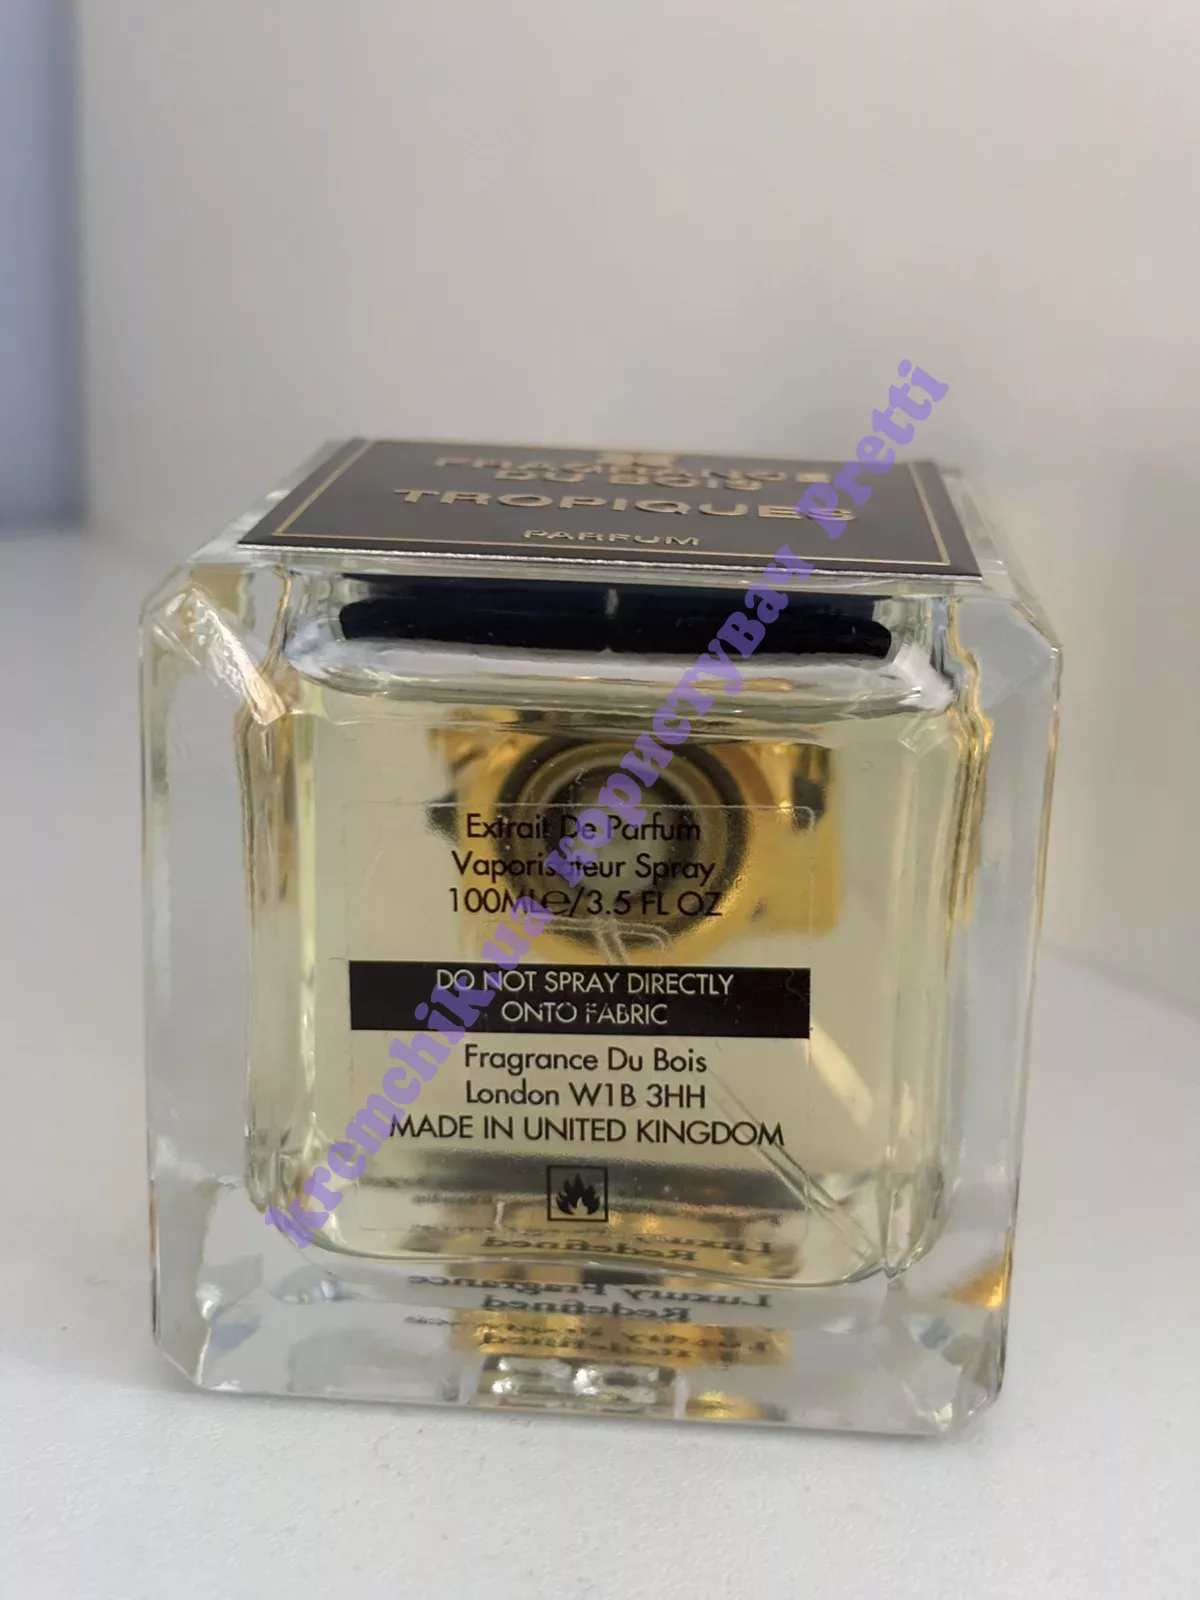 FRAGRANCE
DU BOIS
TROPIQUES
PARFUM
Extrait De Parfum
Vaporisateur Spray
100ML℮/3.5 FL OZ
DO NOT SPRAY DIRECTLY
ONTO FABRIC
Fragrance Du Bois
London W1B 3HH
MADE IN UNITED KINGDOM
Luxury Fragrance
Redefined
kremchik.ua користувач Pretti